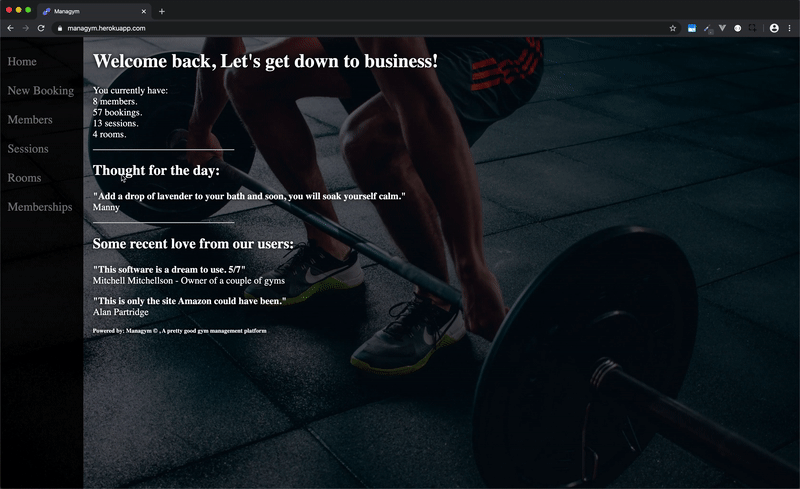 Managym
managym.herokuapp.com
Home
New Booking
Members
Sessions
Rooms
Memberships
Welcome back, Let's get down to business!
You currently have:
8 members.
57 bookings.
13 sessions.
4 rooms.
Thought for the day:
"Add a drop of lavender to your bath and soon, you will soak yourself calm."
Manny
Some recent love from our users:
"This software is a dream to use. 5/7"
Mitchell Mitchellson - Owner of a couple of gyms
"This is only the site Amazon could have been."
Alan Partridge
Powered by: Managym © , A pretty good gym management platform